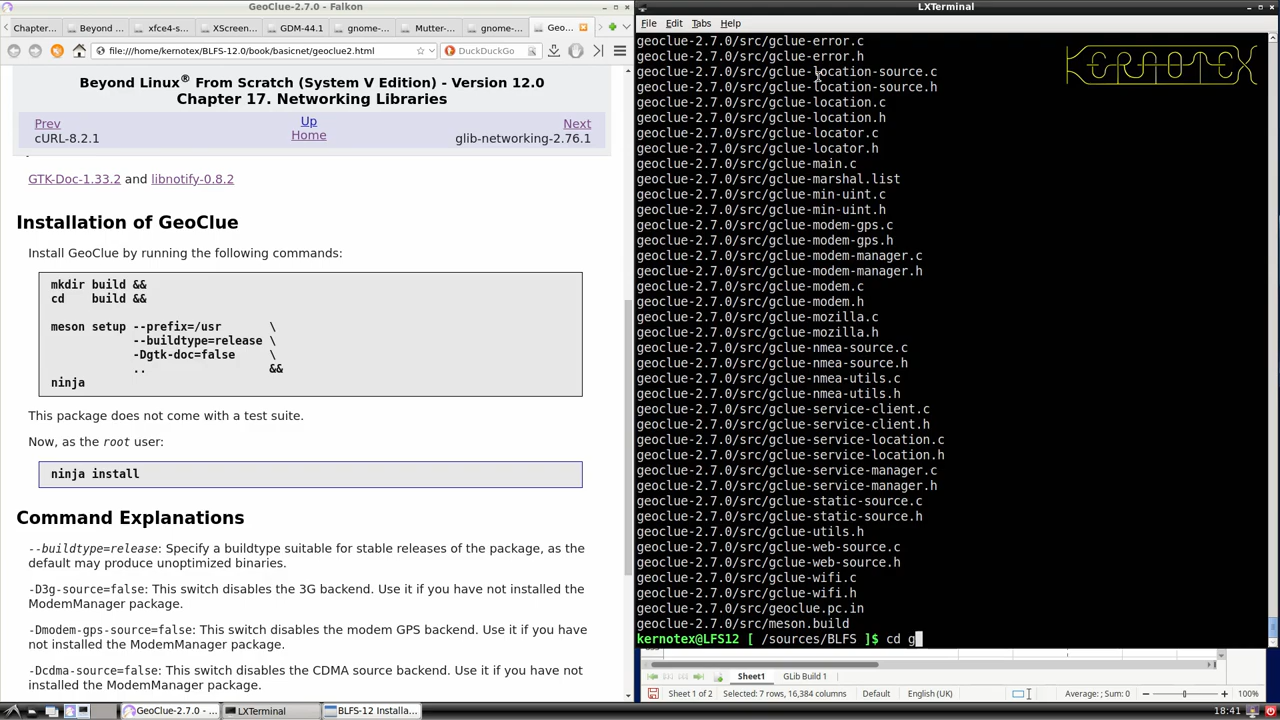 GeoClue-2.7.0 - Falkon
Chapter...
Beyond ...
xfce4-s...
XScreen...
GDM-44.1
gnome-...
Mutter-...
gnome-...
Geo...
file:///home/kernotex/BLFS-12.0/book/basicnet/geoclue2.html
DuckDuckGo
Beyond Linux® From Scratch (System V Edition) - Version 12.0
Chapter 17. Networking Libraries
Prev
Up
Next
cURL-8.2.1
Home
glib-networking-2.76.1
GTK-Doc-1.33.2 and libnotify-0.8.2
Installation of GeoClue
Install GeoClue by running the following commands:
mkdir build &&
cd    build &&
meson setup --prefix=/usr       \
--buildtype=release \
-Dgtk-doc=false     \
..                  &&
ninja
This package does not come with a test suite.
Now, as the root user:
ninja install
Command Explanations
--buildtype=release: Specify a buildtype suitable for stable releases of the package, as the
default may produce unoptimized binaries.
-D3g-source=false: This switch disables the 3G backend. Use it if you have not installed the
ModemManager package.
-Dmodem-gps-source=false: This switch disables the modem GPS backend. Use it if you have
not installed the ModemManager package.
-Dcdma-source=false: This switch disables the CDMA source backend. Use it if you have not
installed the ModemManager package.
LXTerminal
File Edit Tabs Help
KERNOTEX
geoclue-2.7.0/src/gclue-error.c
geoclue-2.7.0/src/gclue-error.h
geoclue-2.7.0/src/gclue-location-source.c
geoclue-2.7.0/src/gclue-location-source.h
geoclue-2.7.0/src/gclue-location.c
geoclue-2.7.0/src/gclue-location.h
geoclue-2.7.0/src/gclue-locator.c
geoclue-2.7.0/src/gclue-locator.h
geoclue-2.7.0/src/gclue-main.c
geoclue-2.7.0/src/gclue-marshal.list
geoclue-2.7.0/src/gclue-min-uint.c
geoclue-2.7.0/src/gclue-min-uint.h
geoclue-2.7.0/src/gclue-modem-gps.c
geoclue-2.7.0/src/gclue-modem-gps.h
geoclue-2.7.0/src/gclue-modem-manager.c
geoclue-2.7.0/src/gclue-modem-manager.h
geoclue-2.7.0/src/gclue-modem.c
geoclue-2.7.0/src/gclue-modem.h
geoclue-2.7.0/src/gclue-mozilla.c
geoclue-2.7.0/src/gclue-mozilla.h
geoclue-2.7.0/src/gclue-nmea-source.c
geoclue-2.7.0/src/gclue-nmea-source.h
geoclue-2.7.0/src/gclue-nmea-utils.c
geoclue-2.7.0/src/gclue-nmea-utils.h
geoclue-2.7.0/src/gclue-service-client.c
geoclue-2.7.0/src/gclue-service-client.h
geoclue-2.7.0/src/gclue-service-location.c
geoclue-2.7.0/src/gclue-service-location.h
geoclue-2.7.0/src/gclue-service-manager.c
geoclue-2.7.0/src/gclue-service-manager.h
geoclue-2.7.0/src/gclue-static-source.c
geoclue-2.7.0/src/gclue-static-source.h
geoclue-2.7.0/src/gclue-utils.h
geoclue-2.7.0/src/gclue-web-source.c
geoclue-2.7.0/src/gclue-web-source.h
geoclue-2.7.0/src/gclue-wifi.c
geoclue-2.7.0/src/gclue-wifi.h
geoclue-2.7.0/src/geoclue.pc.in
geoclue-2.7.0/src/meson.build
kernotex@LFS12 [ /sources/BLFS ]$ cd g
Sheet1
GLib Build 1
Sheet 1 of 2
Selected: 7 rows, 16,384 columns
Default
English (UK)
Average: ; Sum: 0
100%
GeoClue-2.7.0 - ...
LXTerminal
BLFS-12 Installa...
18:41